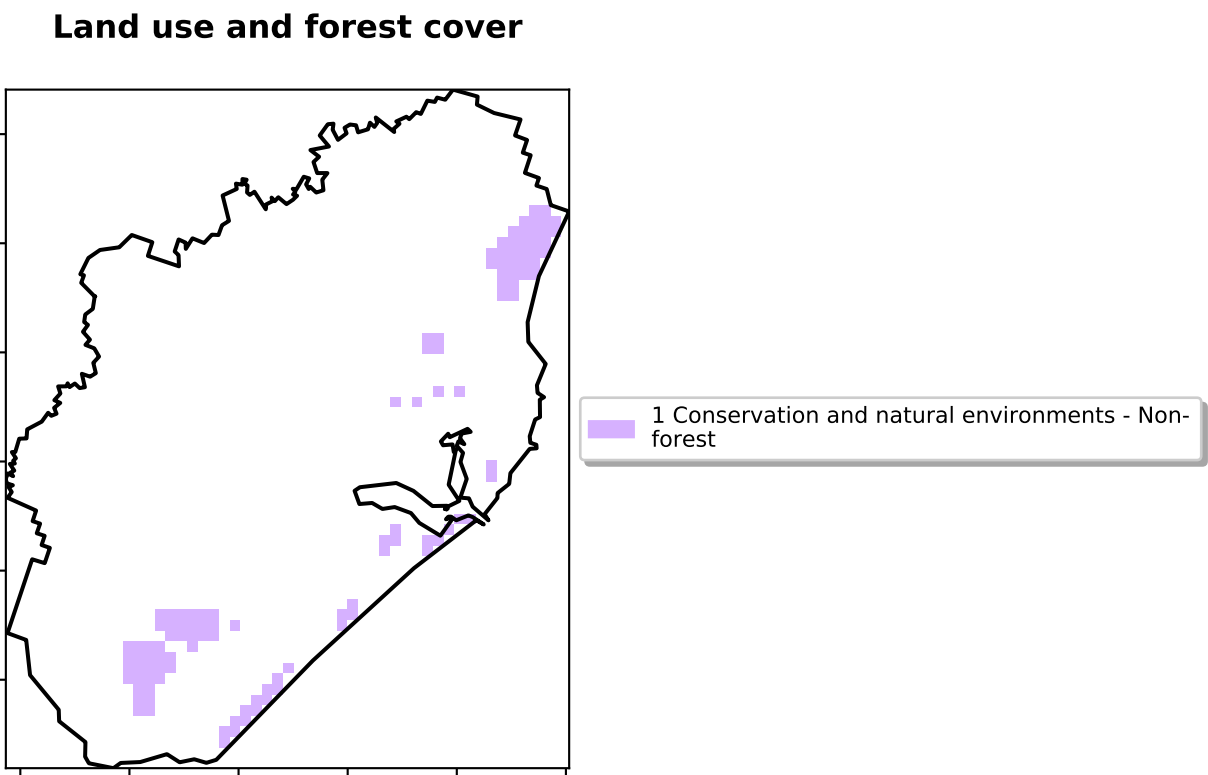 Land use and forest cover
1 Conservation and natural environments - Non-
forest